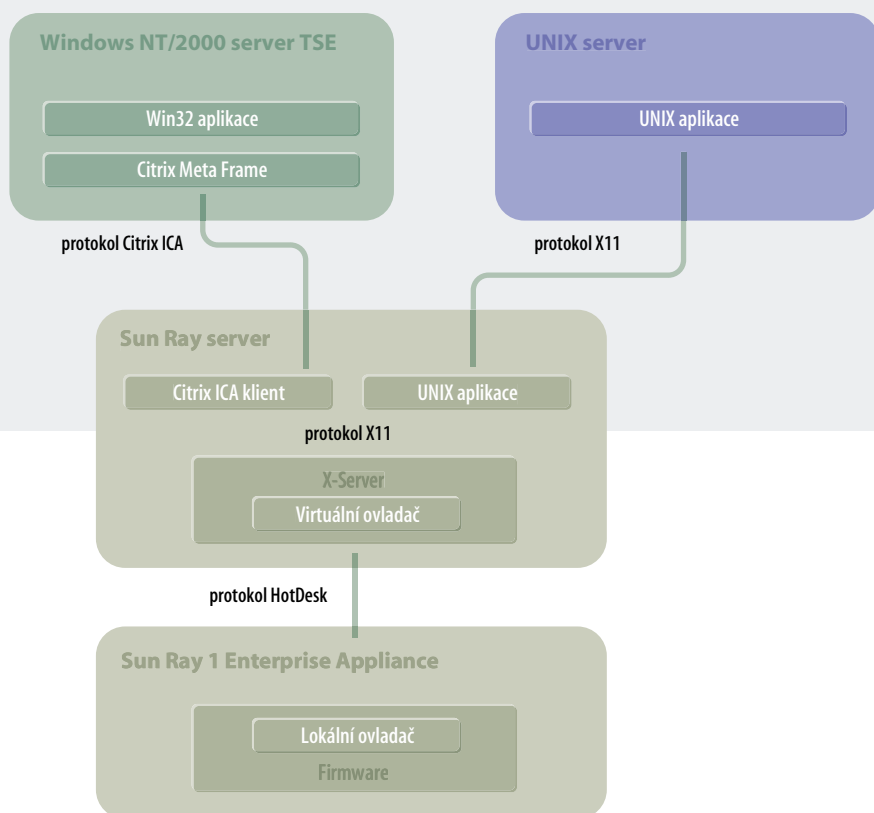 Windows NT/2000 server TSE
Win32 aplikace
Citrix Meta Frame
UNIX server
UNIX aplikace
protokol Citrix ICA
protokol X11
Sun Ray server
Citrix ICA klient
UNIX aplikace
protokol X11
X-Server
Virtuální ovladač
protokol HotDesk
Sun Ray 1 Enterprise Appliance
Lokální ovladač
Firmware